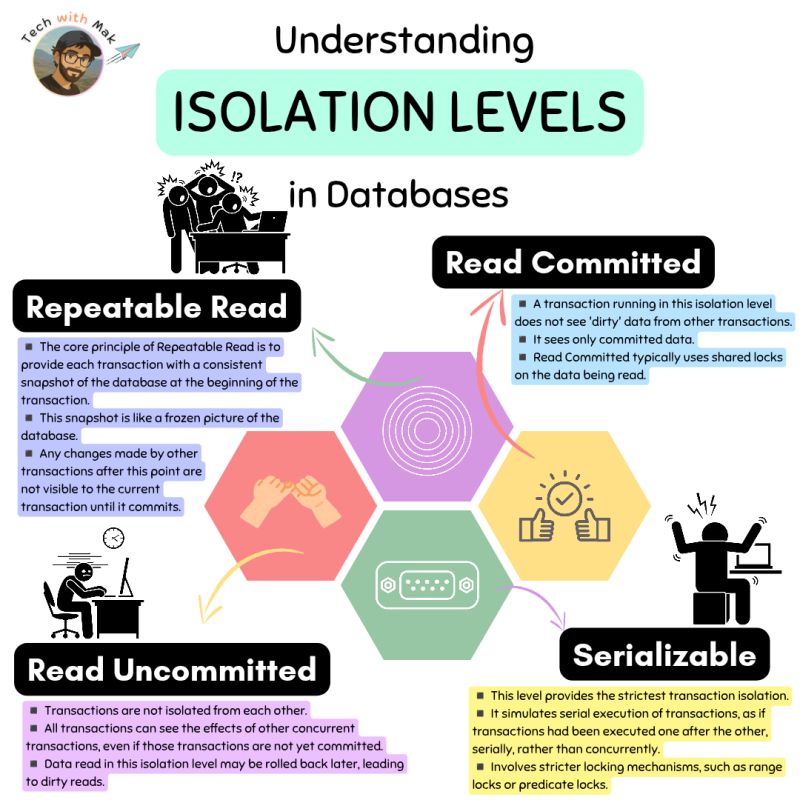 Tech with Mak
Understanding
ISOLATION LEVELS
in Databases
!?
Repeatable Read
▪ The core principle of Repeatable Read is to
provide each transaction with a consistent
snapshot of the database at the beginning of the
transaction.
▪ This snapshot is like a frozen picture of the
database.
▪ Any changes made by other
transactions after this point are
not visible to the current
transaction until it commits.
Read Committed
▪ A transaction running in this isolation level
does not see 'dirty' data from other transactions.
▪ It sees only committed data.
▪ Read Committed typically uses shared locks
on the data being read.
Read Uncommitted
▪ Transactions are not isolated from each other.
▪ All transactions can see the effects of other concurrent
transactions, even if those transactions are not yet committed.
▪ Data read in this isolation level may be rolled back later, leading
to dirty reads.
Serializable
▪ This level provides the strictest transaction isolation.
▪ It simulates serial execution of transactions, as if
transactions had been executed one after the other,
serially, rather than concurrently.
▪ Involves stricter locking mechanisms, such as range
locks or predicate locks.